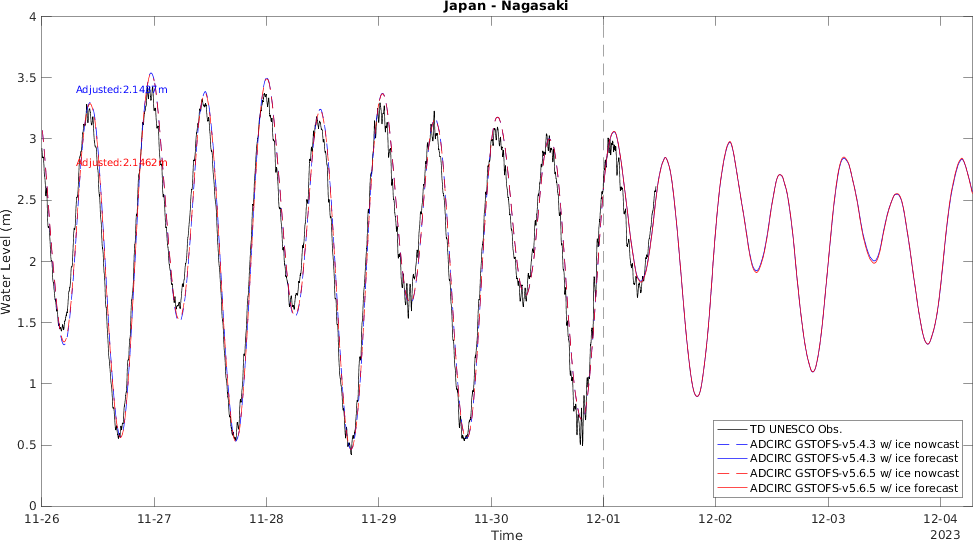 Japan - Nagasaki
4
3.5
3
2.5
2
1.5
1
0.5
0
Water Level (m)
Adjusted:2.1487m
Adjusted:2.1462m
TD UNESCO Obs.
ADCIRC GSTOFS-v5.4.3 w/ ice nowcast
ADCIRC GSTOFS-v5.4.3 w/ ice forecast
ADCIRC GSTOFS-v5.6.5 w/ ice nowcast
ADCIRC GSTOFS-v5.6.5 w/ ice forecast
11-26 11-27 11-28 11-29 11-30 12-01 12-02 12-03 12-04
Time
2023